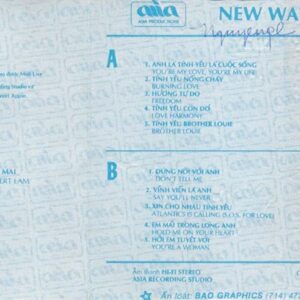 asia
ASIA PRODUCTIONS
NEW WA
Nguyengl
A
1. ANH LÀ TÌNH YÊU LÀ CUỘC SỐNG
YOU'RE MY LOVE, YOU'RE MY LIFE
2. TÌNH YÊU NỒNG CHÁY
BURNING LOVE
3. HƯƠNG TỰ DO
FREEDOM
4. TÌNH YÊU CÒN ĐÓ
LOVE HARMONY
5. TÌNH YÊU BROTHER LOUIE
BROTHER LOUIE
MAI
ERT LAM
B
1. ĐỪNG NÓI VỚI ANH
DON'T TELL ME
2. VĨNH VIỄN LÀ ANH
SAY YOU'LL NEVER
3. XIN CHO NHAU TÌNH YÊU
ATLANTICS IS CALLING (S.O.S. FOR LOVE)
4. EM MÃI TRONG LÒNG ANH
HOLD ME ON YOUR HEART
5. HỠI EM TUYỆT VỜI
YOU'RE A WOMAN
Âm thanh HI-FI STEREO
ASIA RECORDING STUDIO
Ấn loát: BAO GRAPHICS (714) 47